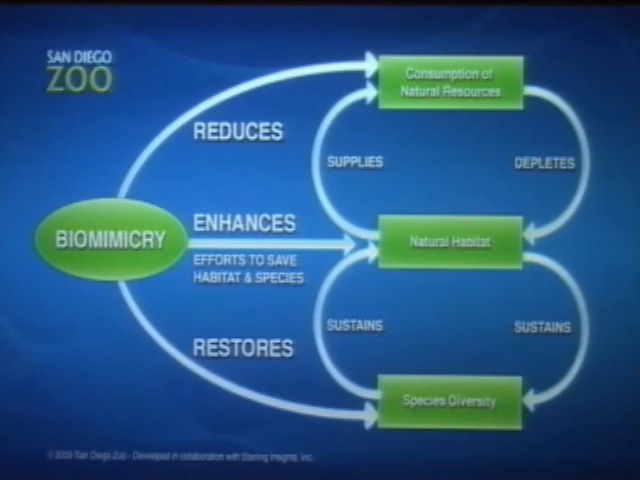 SAN DIEGO
ZOO
Consumption of
Natural Resources
REDUCES
SUPPLIES
DEPLETES
BIOMIMICRY
ENHANCES
EFFORTS TO SAVE
HABITAT & SPECIES
Natural Habitat
SUSTAINS
SUSTAINS
RESTORES
Species Diversity
© 2009 San Diego Zoo - Developed in collaboration with Sterling Insights, Inc.